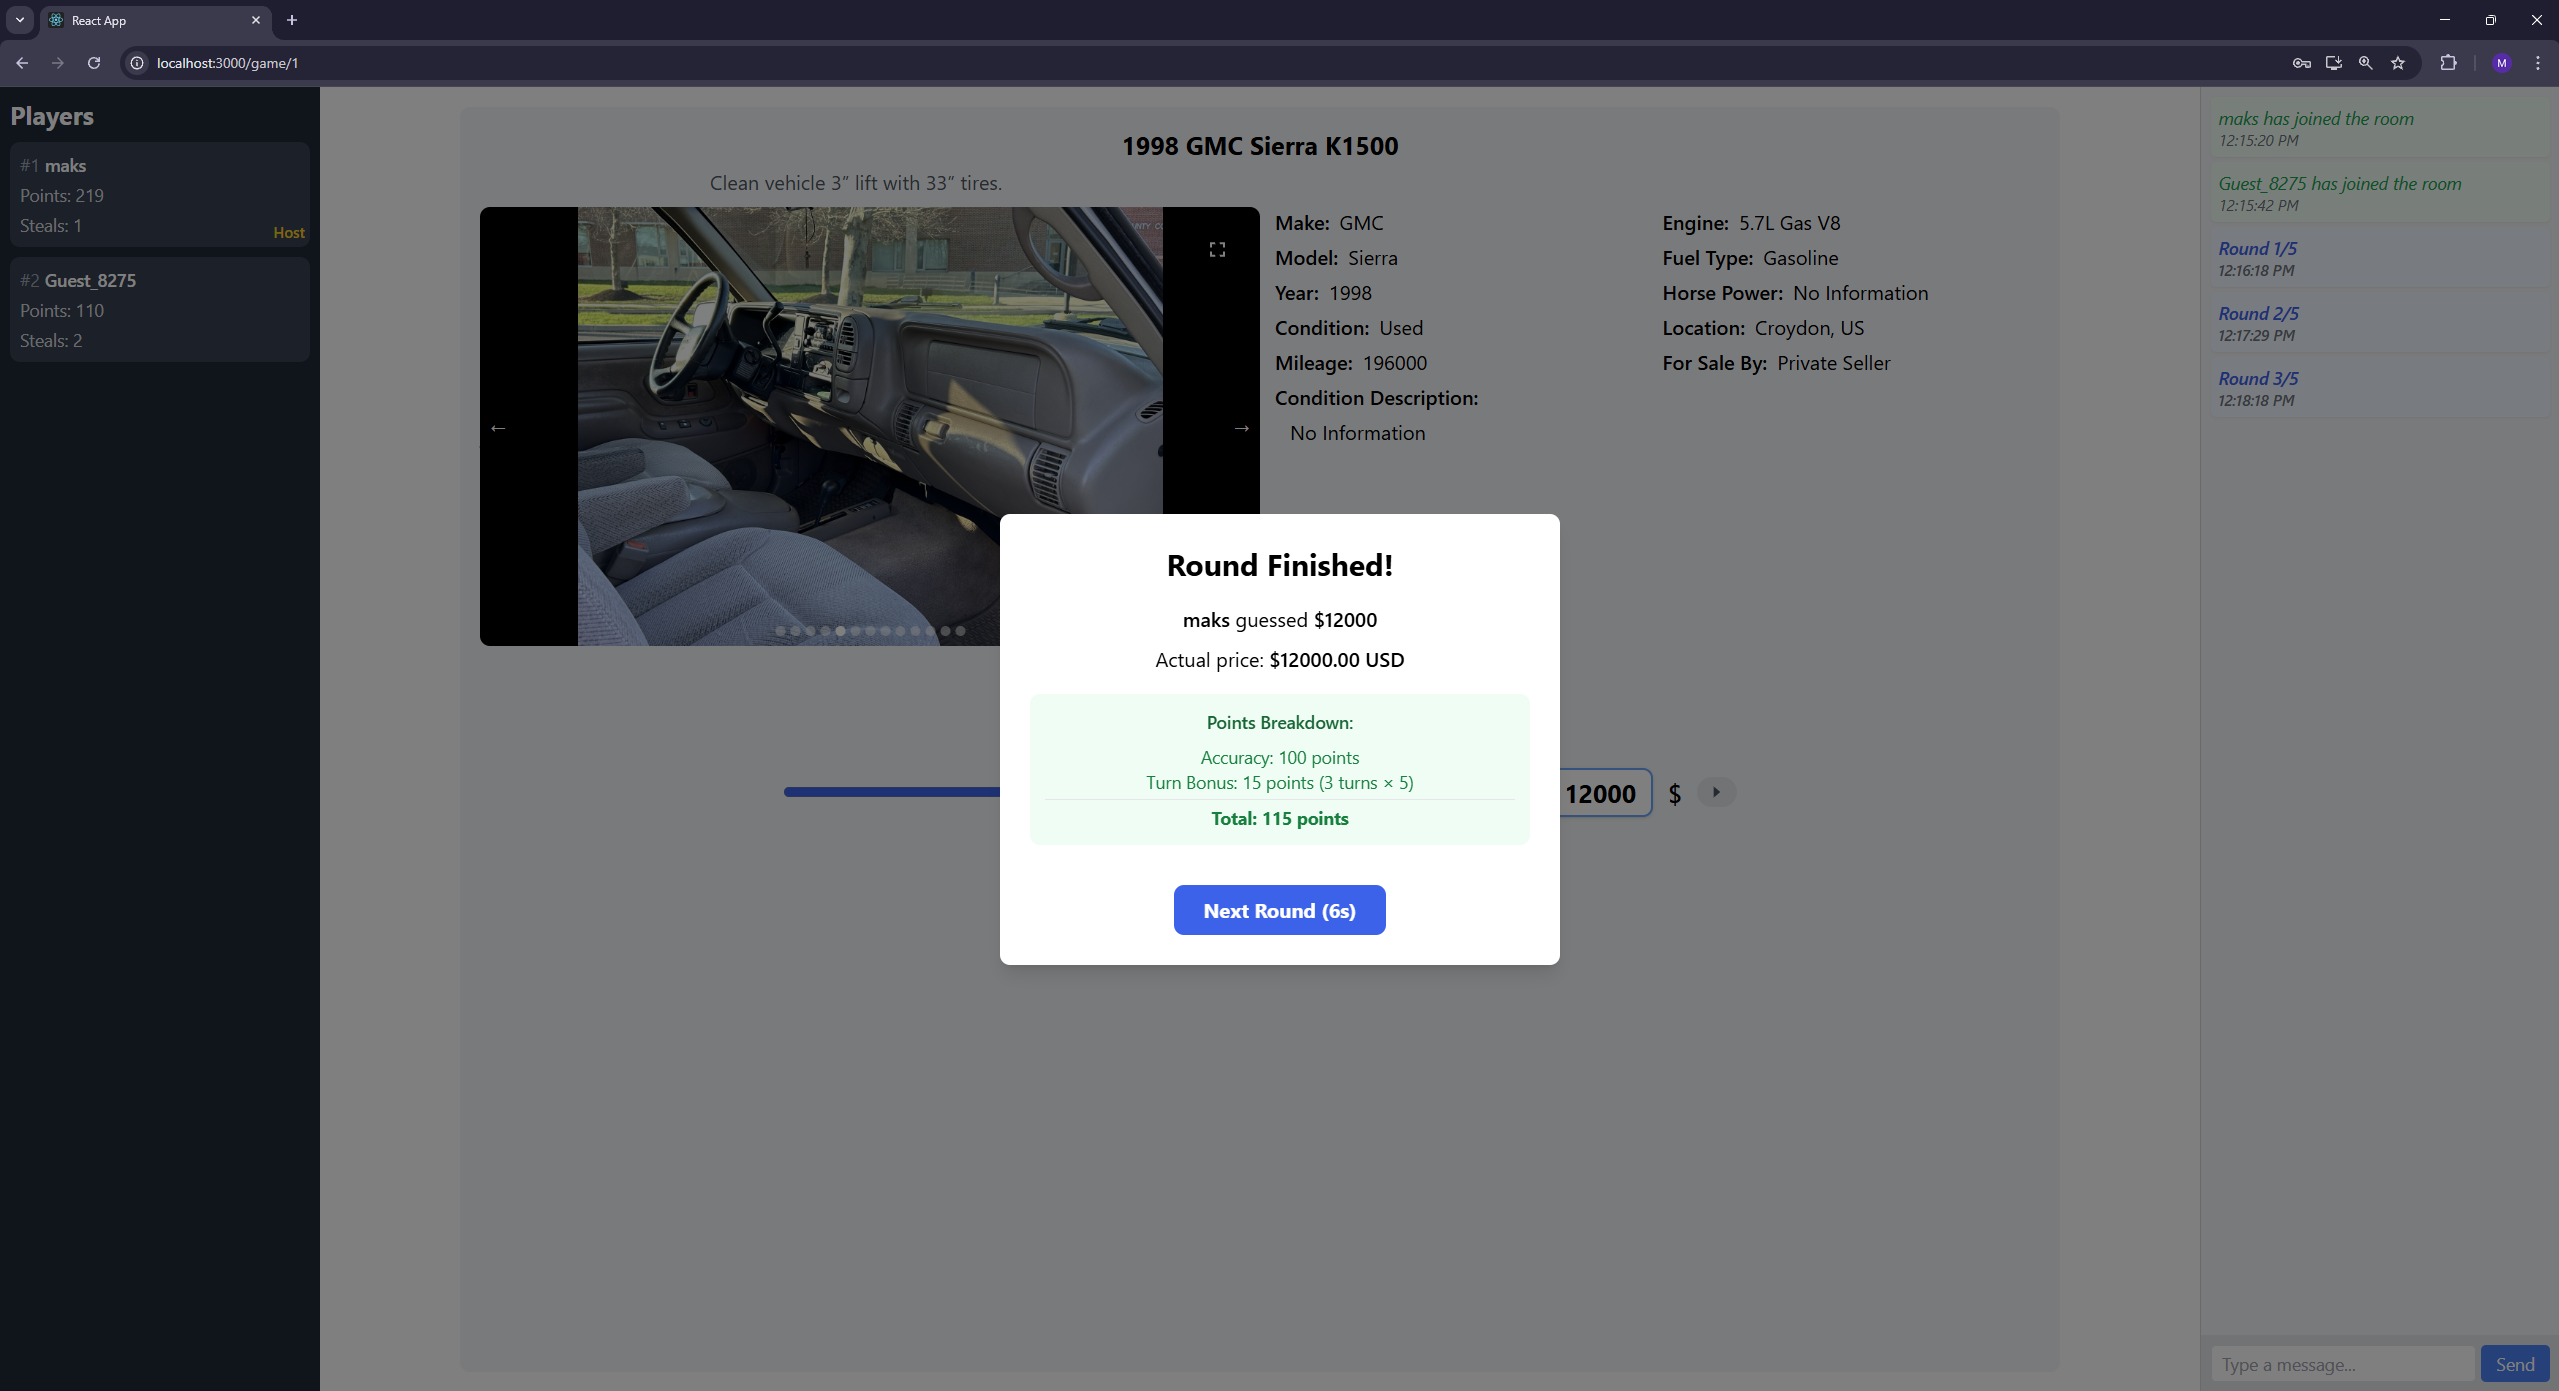 React App
localhost:3000/game/1
M
Players
#1 maks
Points: 219
Steals: 1
Host
#2 Guest_8275
Points: 110
Steals: 2
1998 GMC Sierra K1500
Clean vehicle 3” lift with 33” tires.
Make: GMC
Model: Sierra
Year: 1998
Condition: Used
Mileage: 196000
Condition Description:
No Information
Engine: 5.7L Gas V8
Fuel Type: Gasoline
Horse Power: No Information
Location: Croydon, US
For Sale By: Private Seller
Round Finished!
maks guessed $12000
Actual price: $12000.00 USD
Points Breakdown:
Accuracy: 100 points
Turn Bonus: 15 points (3 turns × 5)
Total: 115 points
Next Round (6s)
12000 $
maks has joined the room
12:15:20 PM
Guest_8275 has joined the room
12:15:42 PM
Round 1/5
12:16:18 PM
Round 2/5
12:17:29 PM
Round 3/5
12:18:18 PM
Type a message...
Send